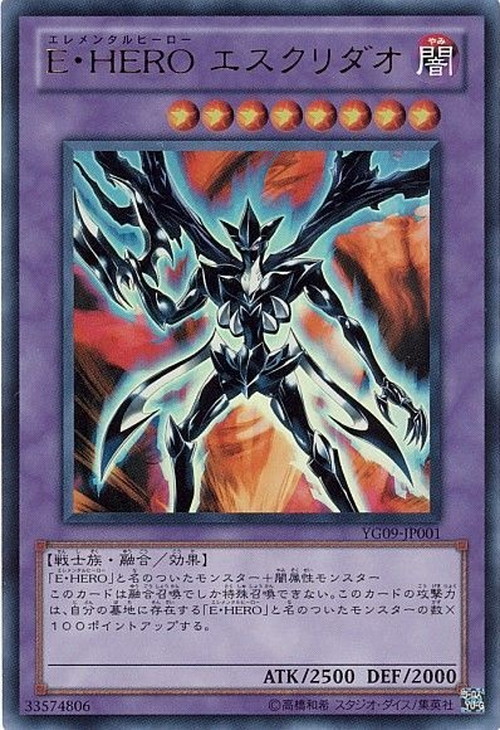 エレメンタルヒーロー
E・HERO エスクリダオ
やみ
闇
YG09-JP001
【戦士族・融合/効果】
「E・HERO」と名のついたモンスター+闇属性モンスター
このカードは融合召喚でしか特殊召喚できない。このカードの攻撃力
は、自分の墓地に存在する「E・HERO」と名のついたモンスターの数×
100ポイントアップする。
ATK/2500 DEF/2000
33574806
©高橋和希 スタジオ・ダイス/集英社